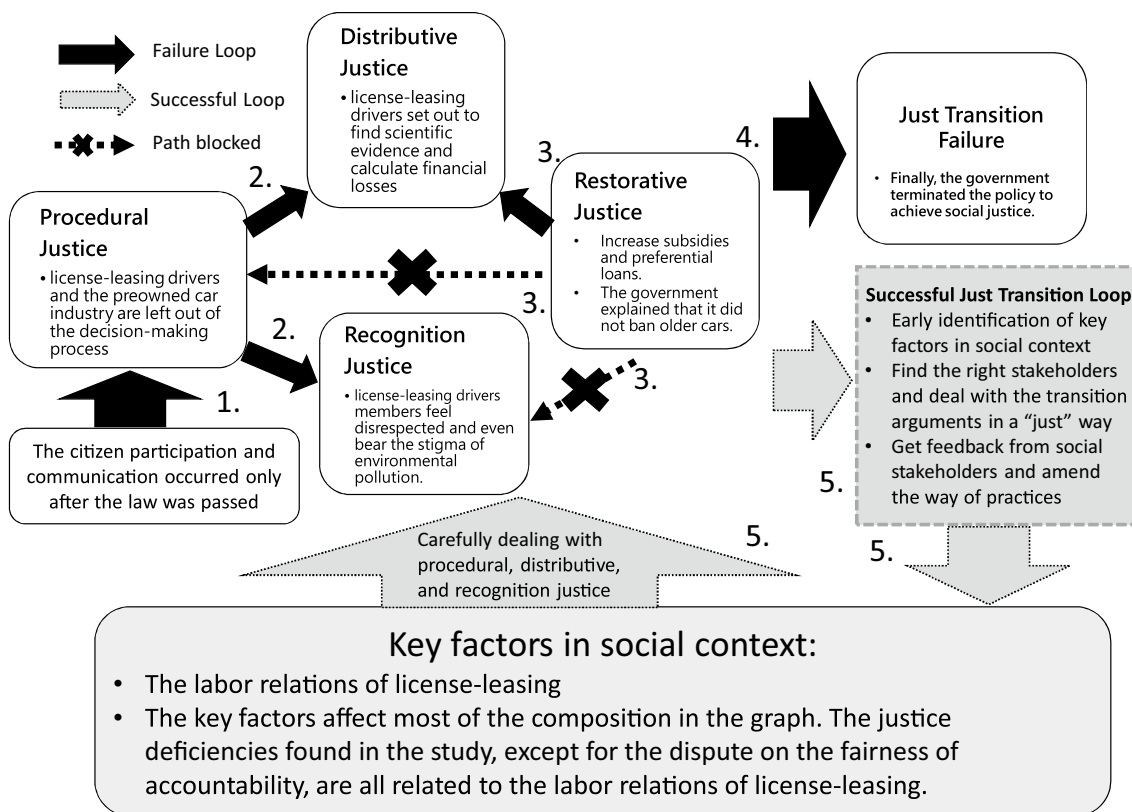 Failure Loop
Successful Loop
Path blocked
Distributive
Justice
• license-leasing
drivers set out to
find scientific
evidence and
calculate financial
losses
2.
3.
4.
Just Transition
Failure
• Finally, the government
terminated the policy to
achieve social justice.
Procedural
Justice
• license-leasing drivers
and the preowned car
industry are left out of
the decision-making
process
Restorative
Justice
• Increase subsidies
and preferential
loans.
• The government
explained that it did
not ban older cars.
3.
2.
3.
Recognition
Justice
• license-leasing drivers
members feel
disrespected and even
bear the stigma of
environmental
pollution.
1.
The citizen participation and
communication occurred only
after the law was passed
Successful Just Transition Loop
• Early identification of key
factors in social context
• Find the right stakeholders
and deal with the transition
arguments in a “just” way
• Get feedback from social
stakeholders and amend
the way of practices
5.
5.
5.
Carefully dealing with
procedural, distributive,
and recognition justice
Key factors in social context:
• The labor relations of license-leasing
• The key factors affect most of the composition in the graph. The justice
deficiencies found in the study, except for the dispute on the fairness of
accountability, are all related to the labor relations of license-leasing.